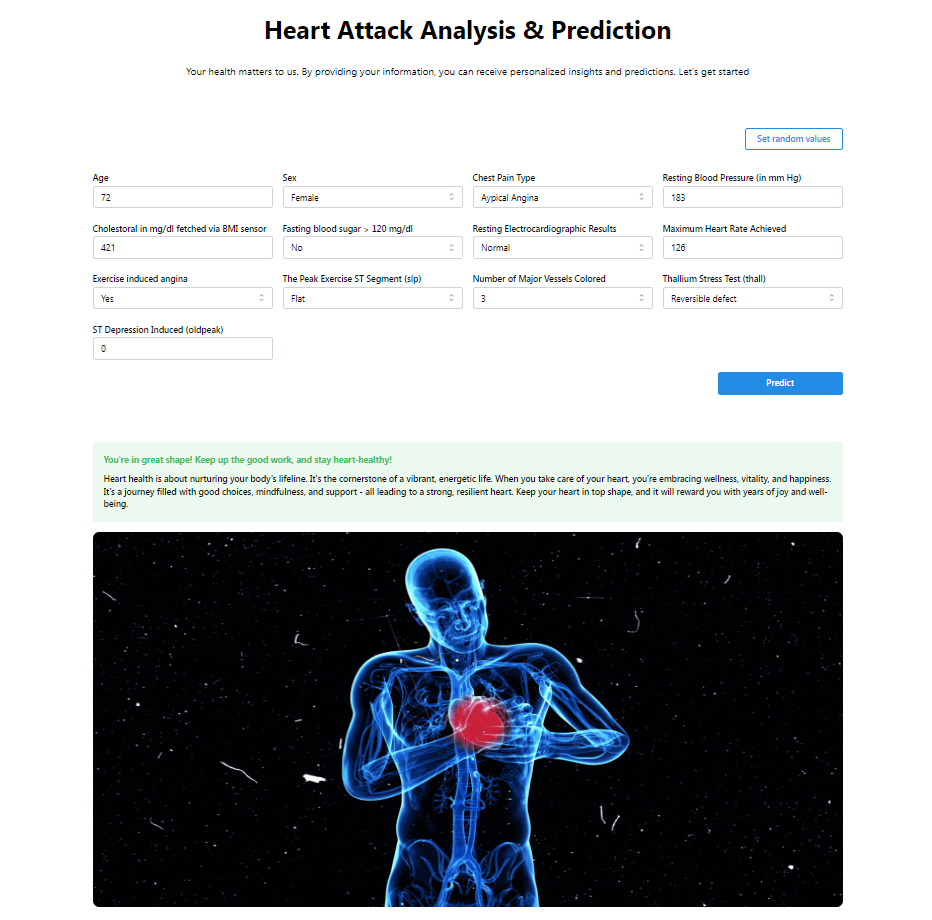 Heart Attack Analysis & Prediction
Your health matters to us. By providing your information, you can receive personalized insights and predictions. Let's get started
Set random values
Age
Sex
Chest Pain Type
Resting Blood Pressure (in mm Hg)
72
Female
Aypical Angina
183
Cholestoral in mg/dl fetched via BMI sensor
Fasting blood sugar > 120 mg/dl
Resting Electrocardiographic Results
Maximum Heart Rate Achieved
421
No
Normal
126
Exercise induced angina
The Peak Exercise ST Segment (slp)
Number of Major Vessels Colored
Thallium Stress Test (thall)
Yes
Flat
3
Reversible defect
ST Depression Induced (oldpeak)
0
Predict
You're in great shape! Keep up the good work, and stay heart-healthy!
Heart health is about nurturing your body's lifeline. It's the cornerstone of a vibrant, energetic life. When you take care of your heart, you're embracing wellness, vitality, and happiness.
It's a journey filled with good choices, mindfulness, and support - all leading to a strong, resilient heart. Keep your heart in top shape, and it will reward you with years of joy and well-
being.